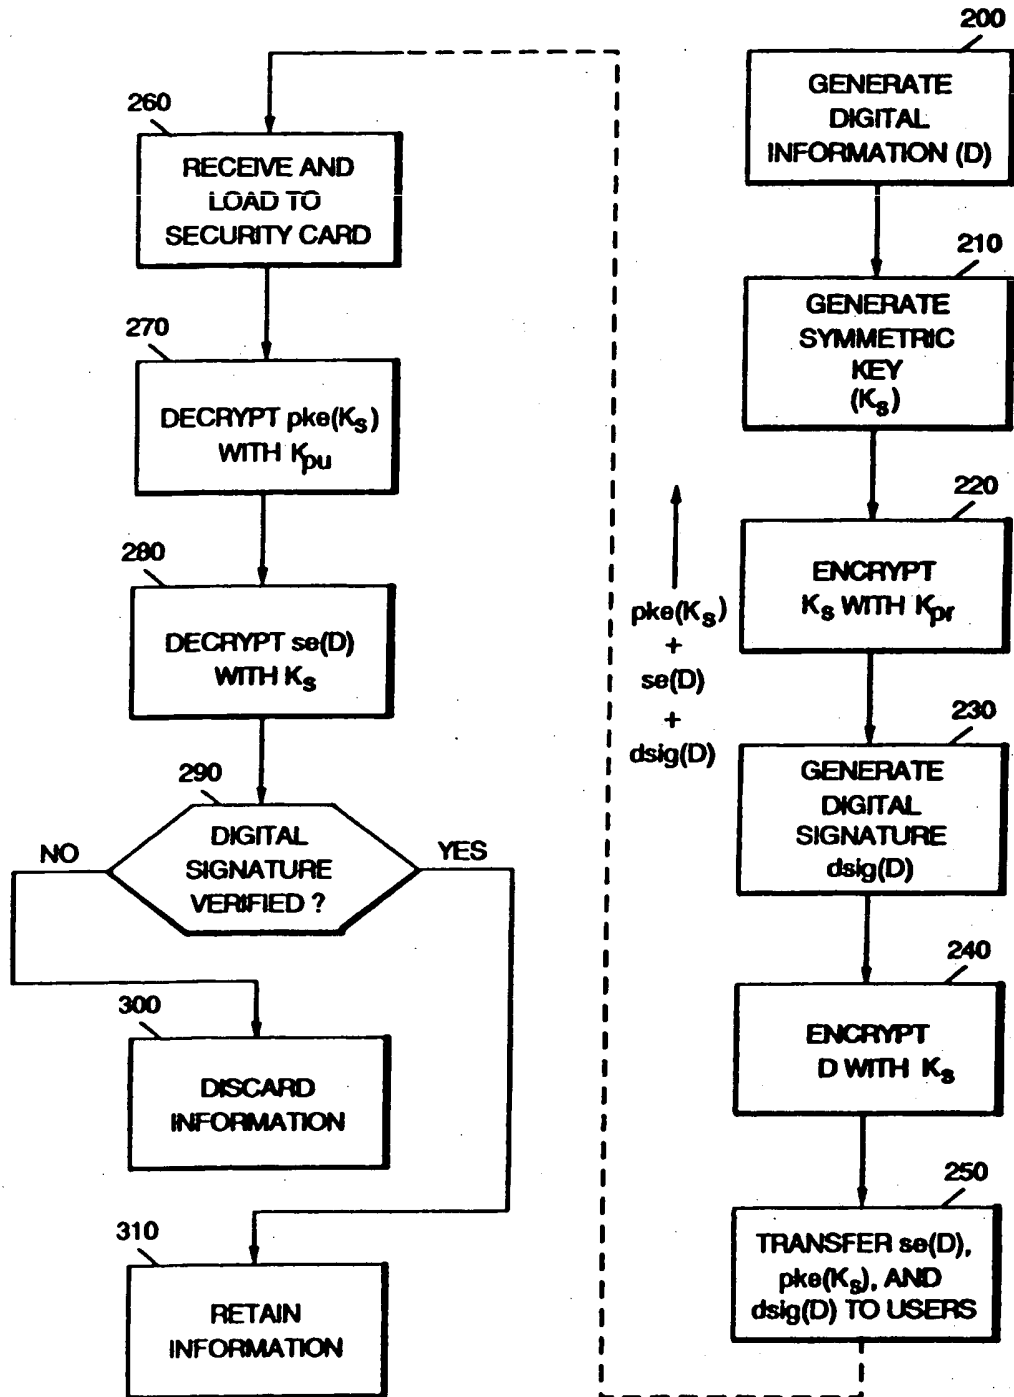 200
GENERATE
DIGITAL
INFORMATION (D)
210
GENERATE
SYMMETRIC
KEY
(Ks)
220
ENCRYPT
Ks WITH Kpr
230
GENERATE
DIGITAL
SIGNATURE
dsig(D)
240
ENCRYPT
D WITH Ks
250
TRANSFER se(D),
pke(Ks), AND
dsig(D) TO USERS
pke(Ks)
+
se(D)
+
dsig(D)
260
RECEIVE AND
LOAD TO
SECURITY CARD
270
DECRYPT pke(Ks)
WITH Kpu
280
DECRYPT se(D)
WITH Ks
290
DIGITAL
SIGNATURE
VERIFIED ?
NO
YES
300
DISCARD
INFORMATION
310
RETAIN
INFORMATION